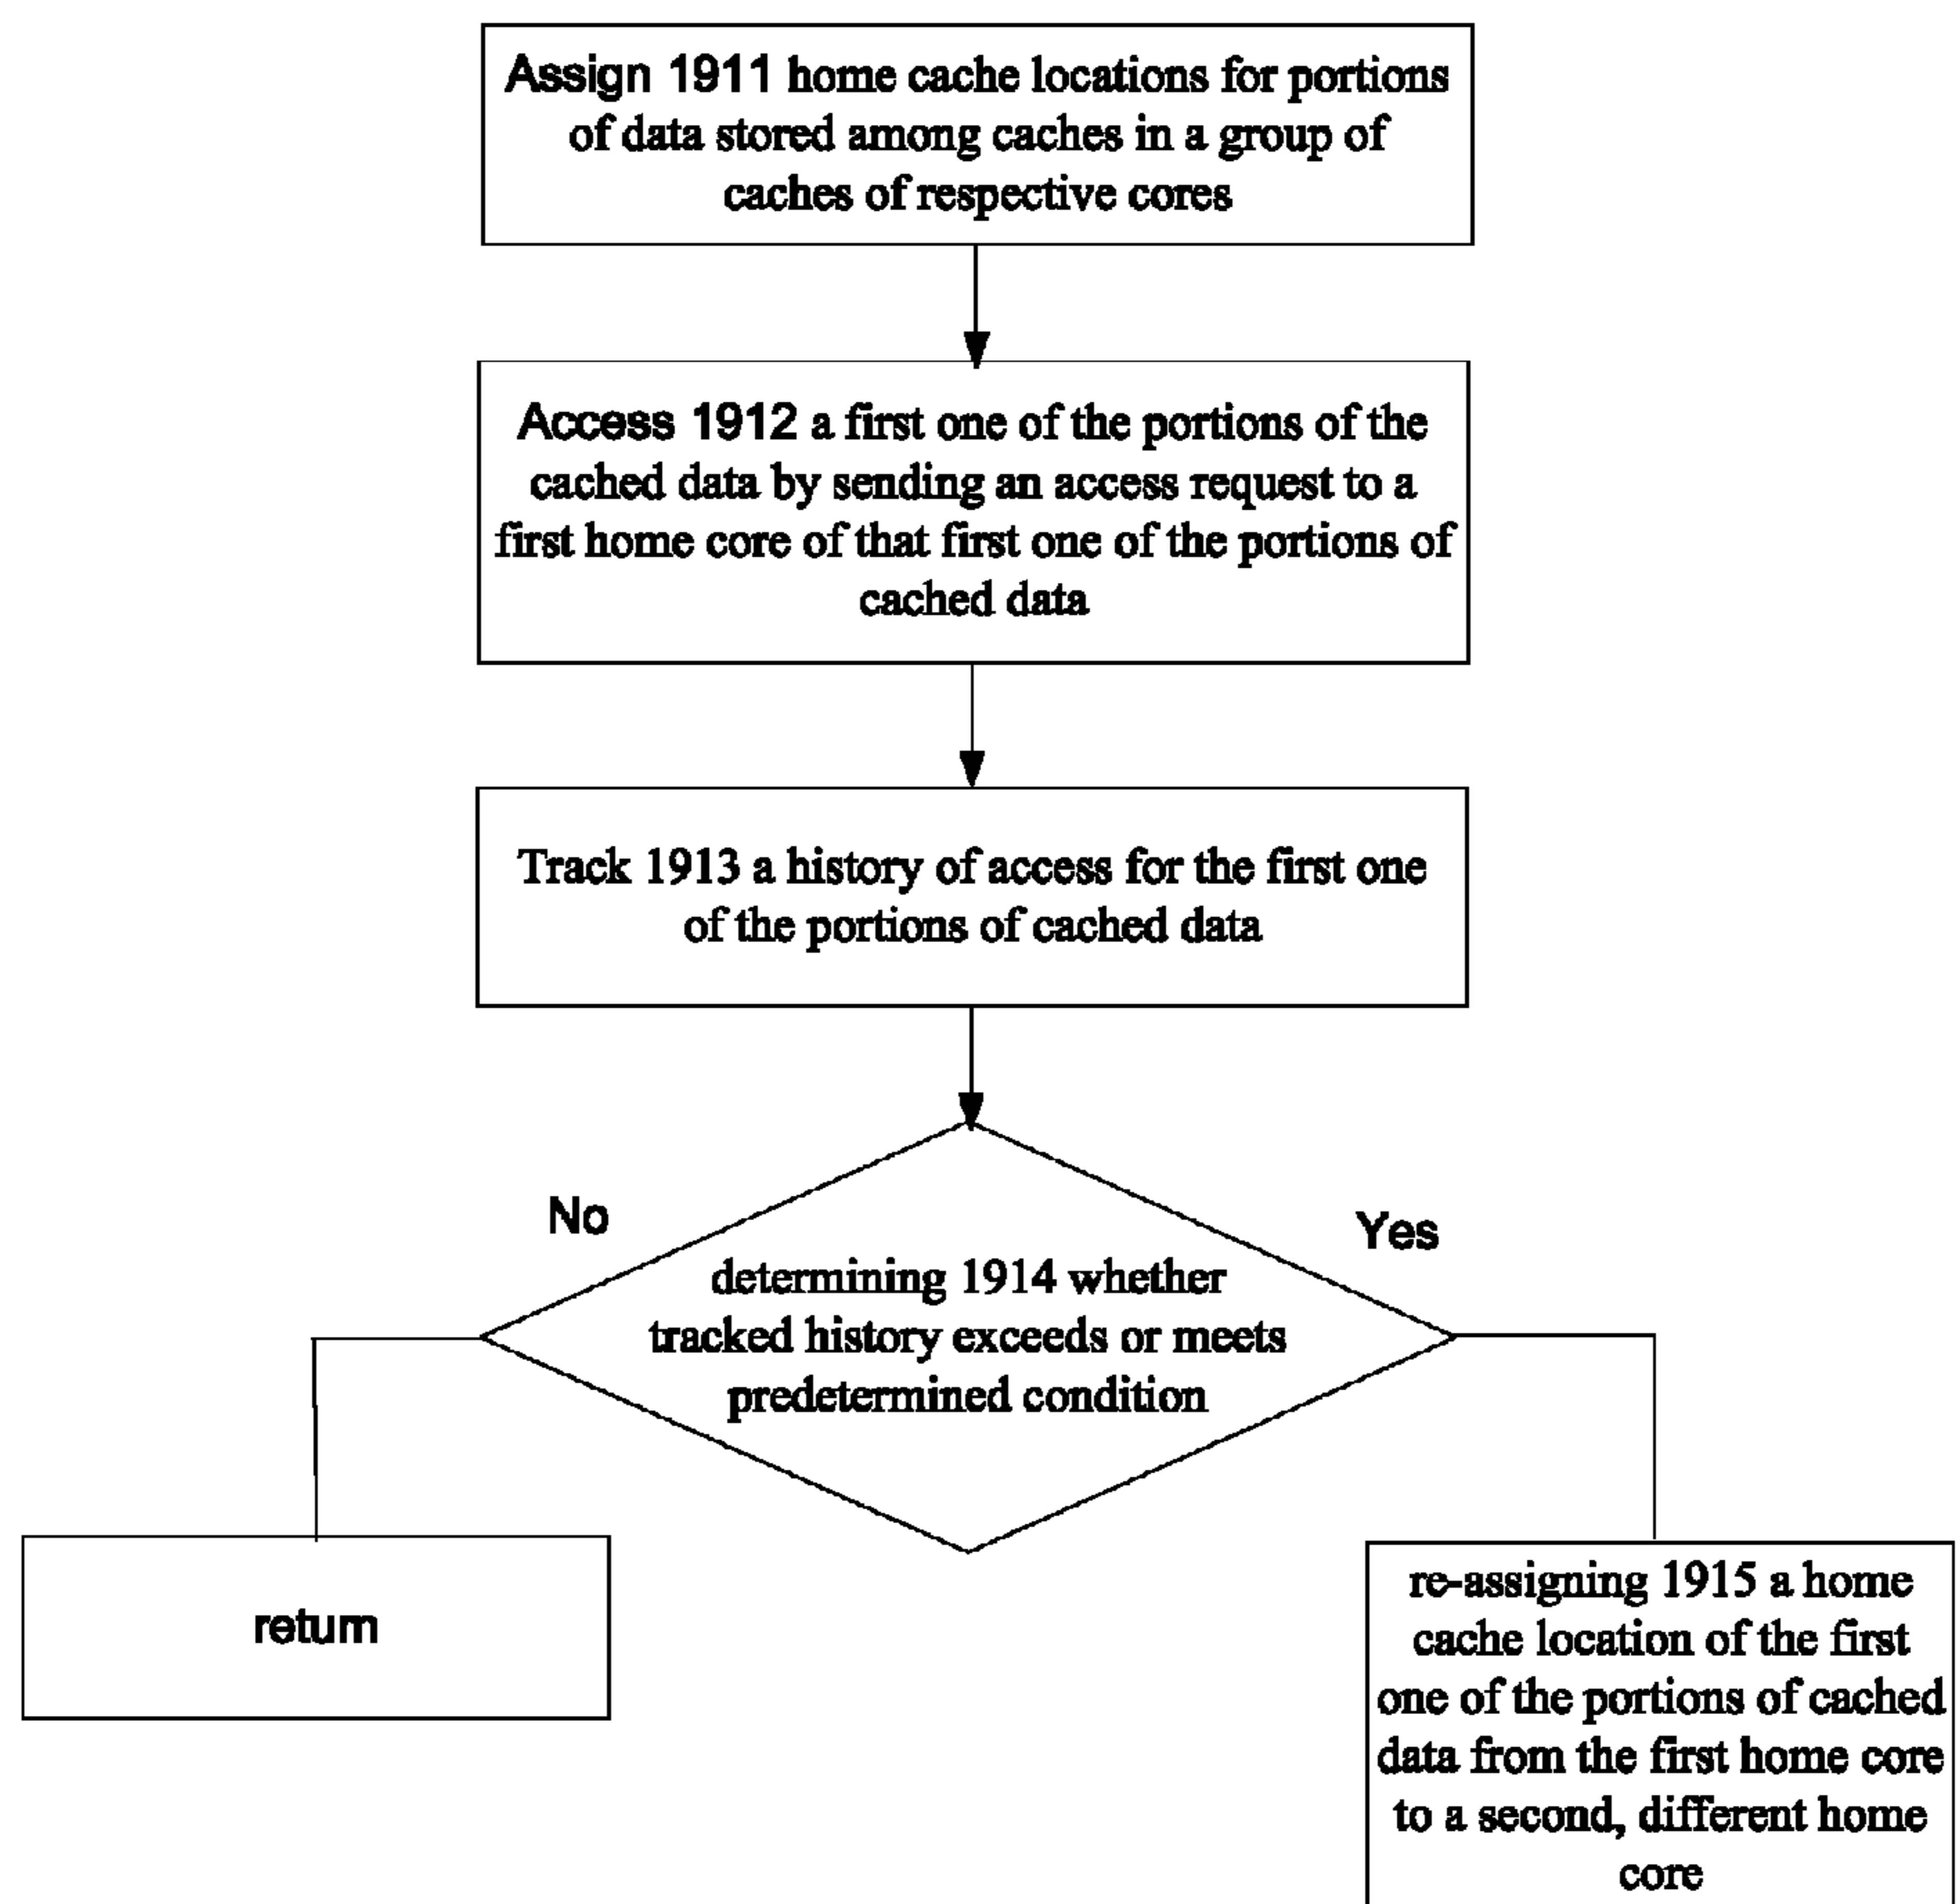 Assign 1911 home cache locations for portions
of data stored among caches in a group of
caches of respective cores
Access 1912 a first one of the portions of the
cached data by sending an access request to a
first home core of that first one of the portions of
cached data
Track 1913 a history of access for the first one
of the portions of cached data
No
Yes
determining 1914 whether
tracked history exceeds or meets
predetermined condition
return
re-assigning 1915 a home
cache location of the first
one of the portions of cached
data from the first home core
to a second, different home
core